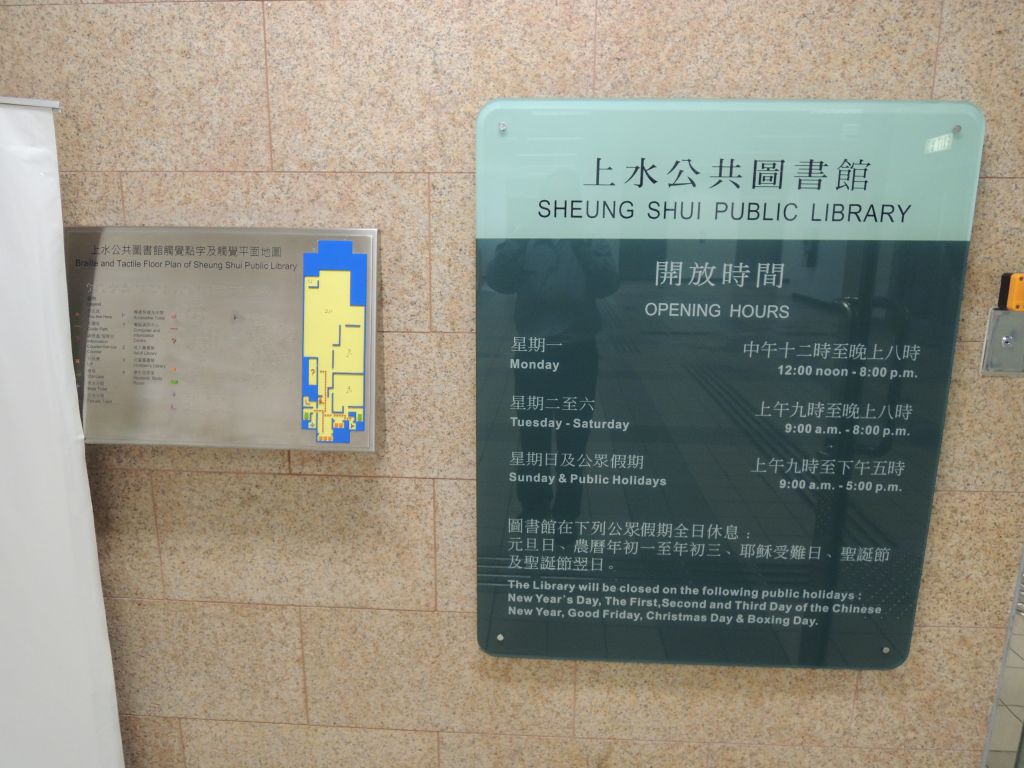 上水公共圖書館觸覺點字及觸覺平面地圖
Braille and Tactile Floor Plan of Sheung Shui Public Library
上水公共圖書館
SHEUNG SHUI PUBLIC LIBRARY
開放時間
OPENING HOURS
星期一 中午十二時至晚上八時
Monday 12:00 noon - 8:00 p.m.
星期二至六 上午九時至晚上八時
Tuesday - Saturday 9:00 a.m. - 8:00 p.m.
星期日及公眾假期 上午九時至下午五時
Sunday & Public Holidays 9:00 a.m. - 5:00 p.m.
圖書館在下列公眾假期全日休息：
元旦日、農曆年初一至年初三、耶穌受難日、聖誕節
及聖誕節翌日。
The Library will be closed on the following public holidays :
New Year's Day, The First,Second and Third Day of the Chinese
New Year, Good Friday, Christmas Day & Boxing Day.